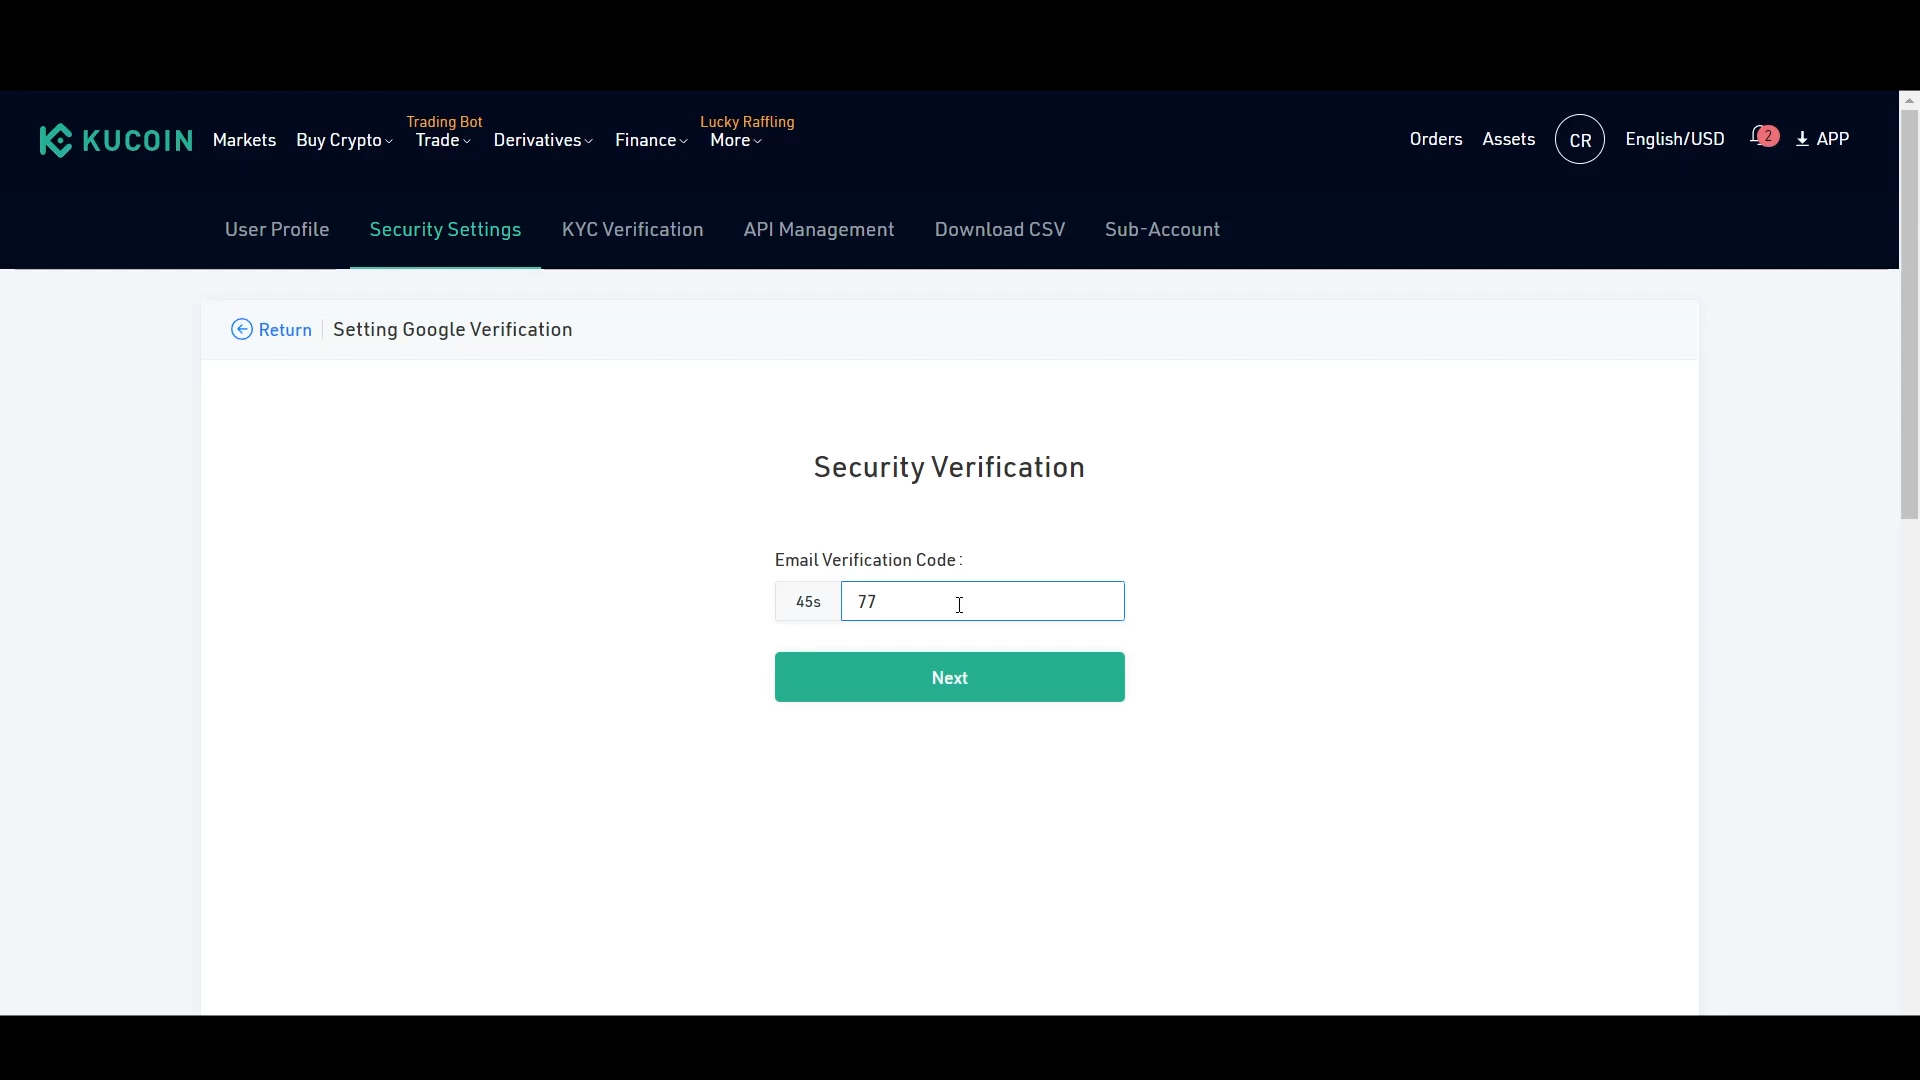 KUCOIN
Markets
Buy Crypto
Trading Bot
Trade
Derivatives
Finance
Lucky Raffling
More
Orders
Assets
CR
English/USD
2
APP
User Profile
Security Settings
KYC Verification
API Management
Download CSV
Sub-Account
Return
Setting Google Verification
Security Verification
Email Verification Code :
45s
77
Next